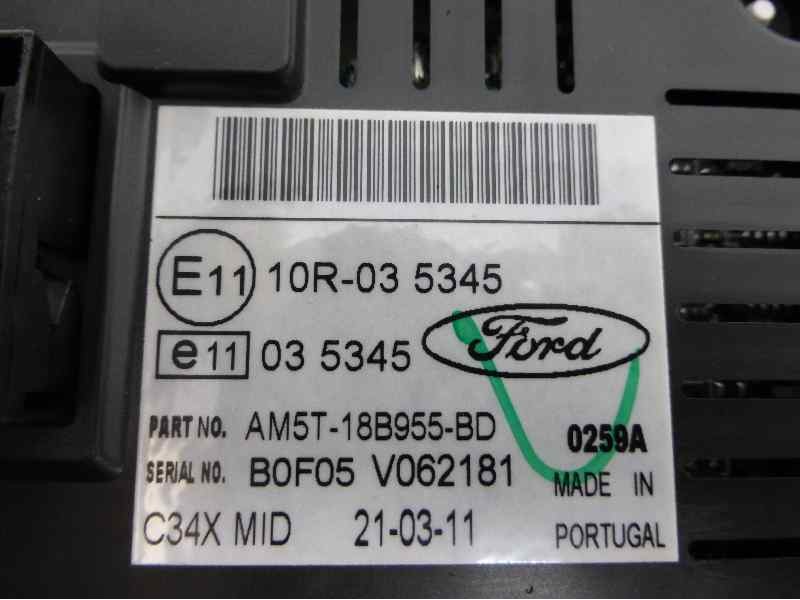 E11 10R-03 5345
e11 03 5345 Ford
PART NO. AM5T-18B955-BD 0259A
SERIAL NO. B0F05 V062181 MADE IN
C34X MID 21-03-11 PORTUGAL